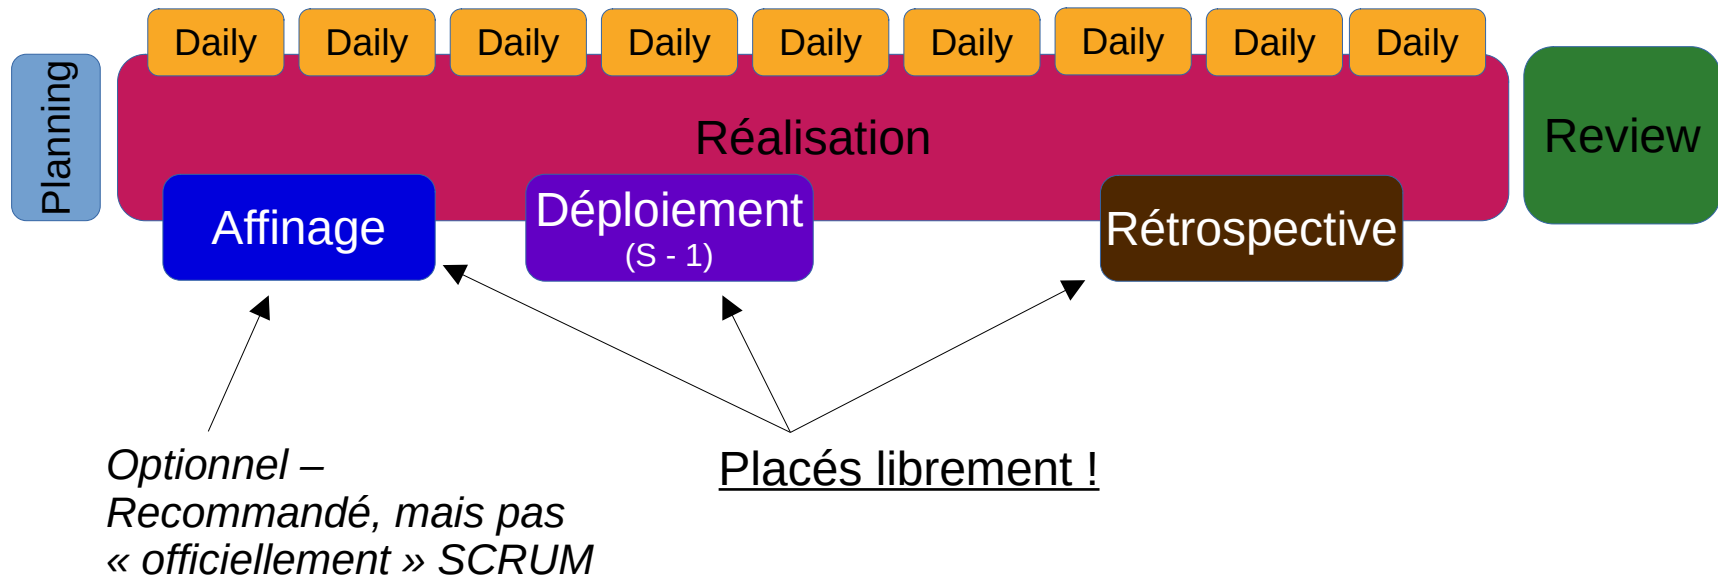 Daily Daily Daily Daily Daily Daily Daily Daily Daily
Planning
Réalisation
Review
Affinage
Déploiement
(S - 1)
Rétrospective
Optionnel –
Recommandé, mais pas
« officiellement » SCRUM
Placés librement !